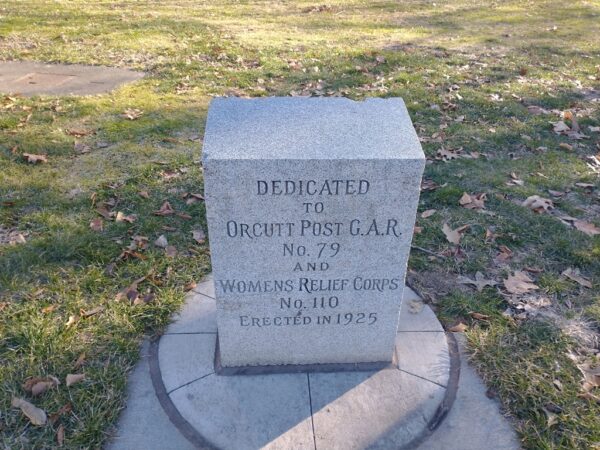 DEDICATED
TO
ORCUTT POST G.A.R.
NO. 79
AND
WOMENS RELIEF CORPS
NO. 110
ERECTED IN 1925